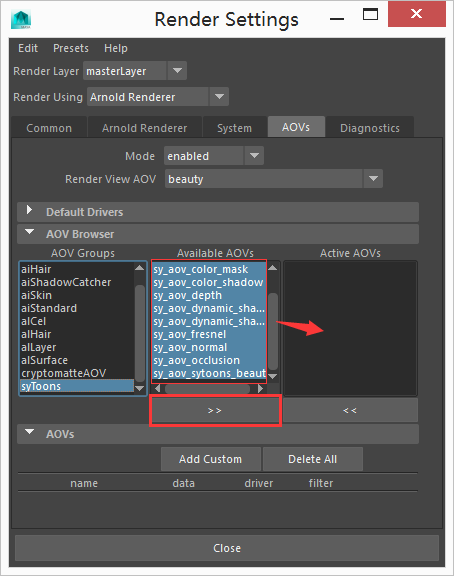 Render Settings
Edit Presets Help
Render Layer masterLayer
Render Using Arnold Renderer
Common Arnold Renderer System AOVs Diagnostics
Mode enabled
Render View AOV beauty
Default Drivers
AOV Browser
AOV Groups Available AOVs Active AOVs
aiHair sy_aov_color_mask
aiShadowCatcher sy_aov_color_shadow
aiSkin sy_aov_depth
aiStandard sy_aov_dynamic_sha...
alCel sy_aov_dynamic_sha...
alHair sy_aov_fresnel
alLayer sy_aov_normal
alSurface sy_aov_occlusion
cryptomatteAOV sy_aov_sytoons_beaut
syToons
>> <<
AOVs
Add Custom Delete All
name data driver filter
Close